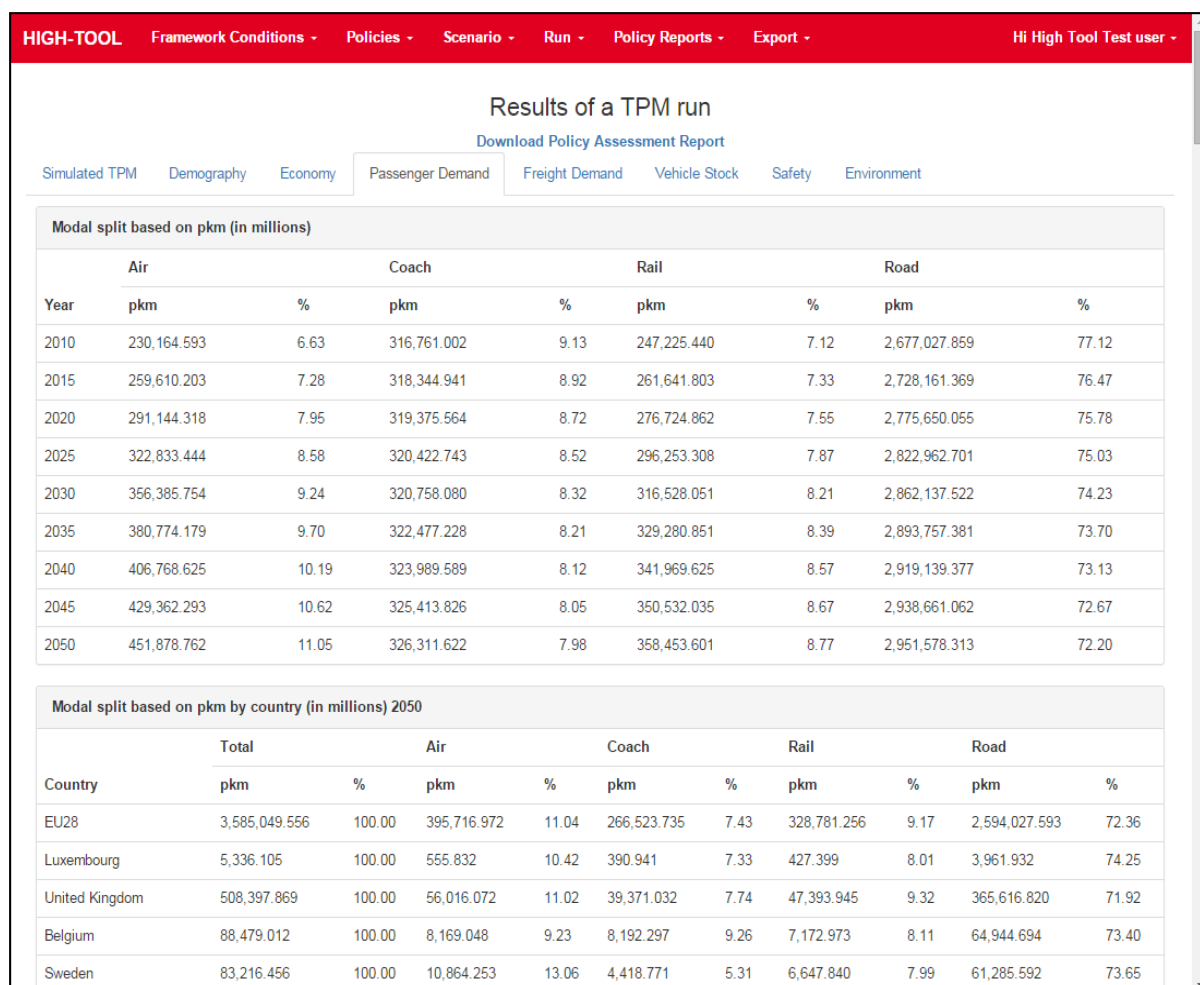 HIGH-TOOL Framework Conditions Policies Scenario Run Policy Reports Export Hi High Tool Test user
Results of a TPM run
Download Policy Assessment Report
Simulated TPM Demography Economy Passenger Demand Freight Demand Vehicle Stock Safety Environment
Modal split based on pkm (in millions)
Air Coach Rail Road
Year pkm % pkm % pkm % pkm %
2010 230,164.593 6.63 316,761.002 9.13 247,225.440 7.12 2,677,027.859 77.12
2015 259,610.203 7.28 318,344.941 8.92 261,641.803 7.33 2,728,161.369 76.47
2020 291,144.318 7.95 319,375.564 8.72 276,724.862 7.55 2,775,650.055 75.78
2025 322,833.444 8.58 320,422.743 8.52 296,253.308 7.87 2,822,962.701 75.03
2030 356,385.754 9.24 320,758.080 8.32 316,528.051 8.21 2,862,137.522 74.23
2035 380,774.179 9.70 322,477.228 8.21 329,280.851 8.39 2,893,757.381 73.70
2040 406,768.625 10.19 323,989.589 8.12 341,969.625 8.57 2,919,139.377 73.13
2045 429,362.293 10.62 325,413.826 8.05 350,532.035 8.67 2,938,661.062 72.67
2050 451,878.762 11.05 326,311.622 7.98 358,453.601 8.77 2,951,578.313 72.20
Modal split based on pkm by country (in millions) 2050
Total Air Coach Rail Road
Country pkm % pkm % pkm % pkm % pkm %
EU28 3,585,049.556 100.00 395,716.972 11.04 266,523.735 7.43 328,781.256 9.17 2,594,027.593 72.36
Luxembourg 5,336.105 100.00 555.832 10.42 390.941 7.33 427.399 8.01 3,961.932 74.25
United Kingdom 508,397.869 100.00 56,016.072 11.02 39,371.032 7.74 47,393.945 9.32 365,616.820 71.92
Belgium 88,479.012 100.00 8,169.048 9.23 8,192.297 9.26 7,172.973 8.11 64,944.694 73.40
Sweden 83,216.456 100.00 10,864.253 13.06 4,418.771 5.31 6,647.840 7.99 61,285.592 73.65